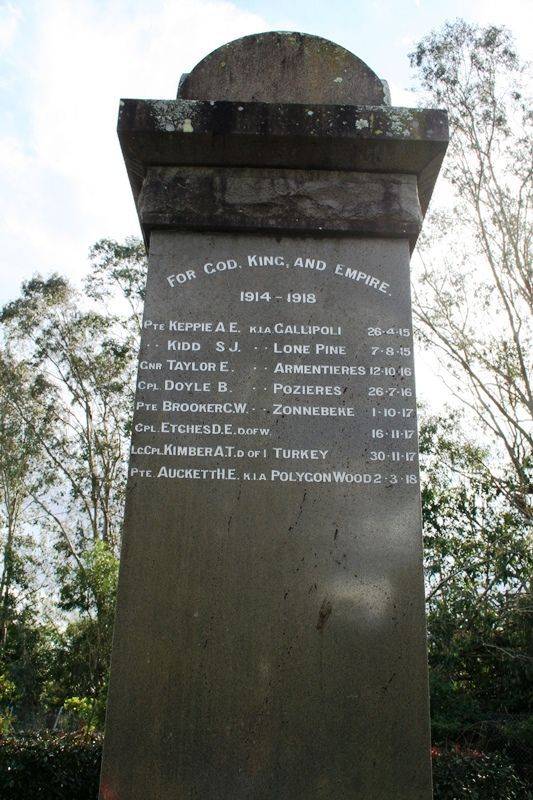 FOR GOD, KING, AND EMPIRE.
1914-1918
PTE KEPPIE A.E. K.I.A GALLIPOLI 26-4-15
·· KIDD S.J. ·· LONE PINE 7-8-15
GNR TAYLOR E. ·· ARMENTIERES 12-10-16
CPL DOYLE B. ·· POZIERES 26-7-16
PTE BROOKER C.W. ·· ZONNEBEKE 1-10-17
CPL. ETCHES D.E. D.OF W. 16-11-17
LCCPL. KIMBER A.T. D OF I TURKEY 30-11-17
PTE. AUCKETT H.E. K.I.A POLYGON WOOD 2-3-18